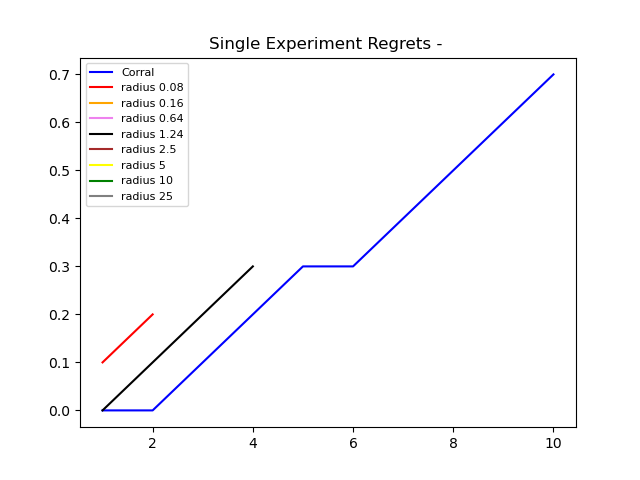 Single Experiment Regrets -
Corral
radius 0.08
radius 0.16
radius 0.64
radius 1.24
radius 2.5
radius 5
radius 10
radius 25
0.7
0.6
0.5
0.4
0.3
0.2
0.1
0.0
2 4 6 8 10